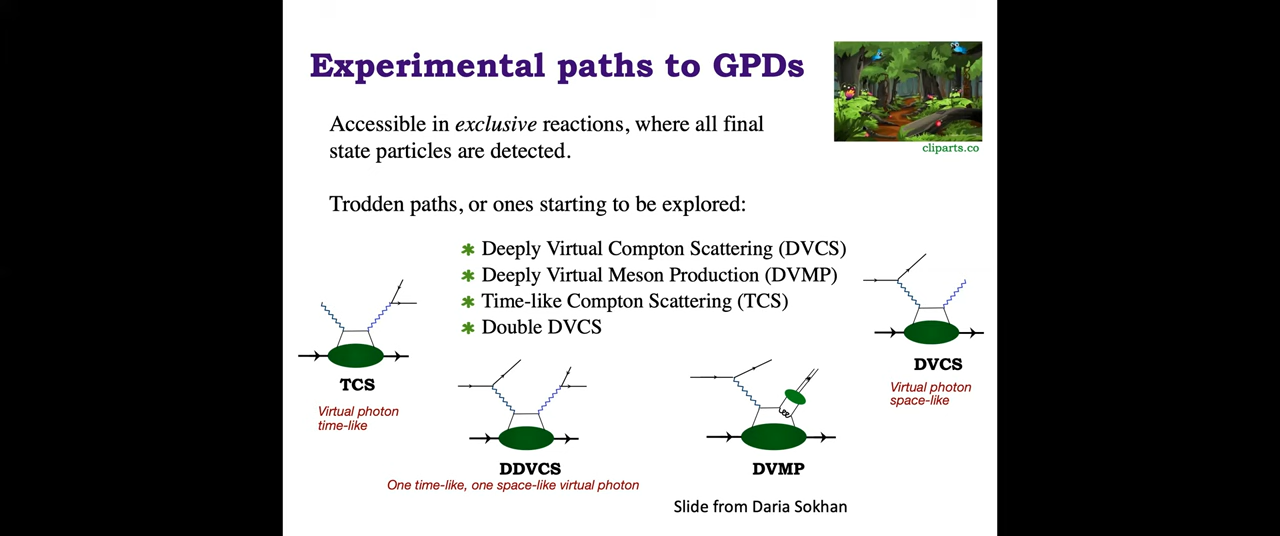 Experimental paths to GPDs
cliparts.co
Accessible in exclusive reactions, where all final
state particles are detected.
Trodden paths, or ones starting to be explored:
* Deeply Virtual Compton Scattering (DVCS)
* Deeply Virtual Meson Production (DVMP)
* Time-like Compton Scattering (TCS)
* Double DVCS
TCS
Virtual photon
time-like
DDVCS
One time-like, one space-like virtual photon
DVMP
DVCS
Virtual photon
space-like
Slide from Daria Sokhan